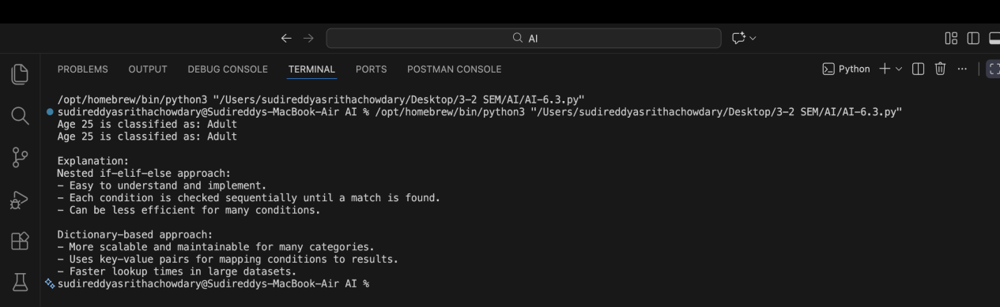 AI
PROBLEMS OUTPUT DEBUG CONSOLE TERMINAL PORTS POSTMAN CONSOLE
Python
/opt/homebrew/bin/python3 "/Users/sudireddyasrithachowdary/Desktop/3-2 SEM/AI/AI-6.3.py"
sudireddyasrithachowdary@Sudireddys-MacBook-Air AI % /opt/homebrew/bin/python3 "/Users/sudireddyasrithachowdary/Desktop/3-2 SEM/AI/AI-6.3.py"
Age 25 is classified as: Adult
Age 25 is classified as: Adult
Explanation:
Nested if-elif-else approach:
- Easy to understand and implement.
- Each condition is checked sequentially until a match is found.
- Can be less efficient for many conditions.
Dictionary-based approach:
- More scalable and maintainable for many categories.
- Uses key-value pairs for mapping conditions to results.
- Faster lookup times in large datasets.
sudireddyasrithachowdary@Sudireddys-MacBook-Air AI %